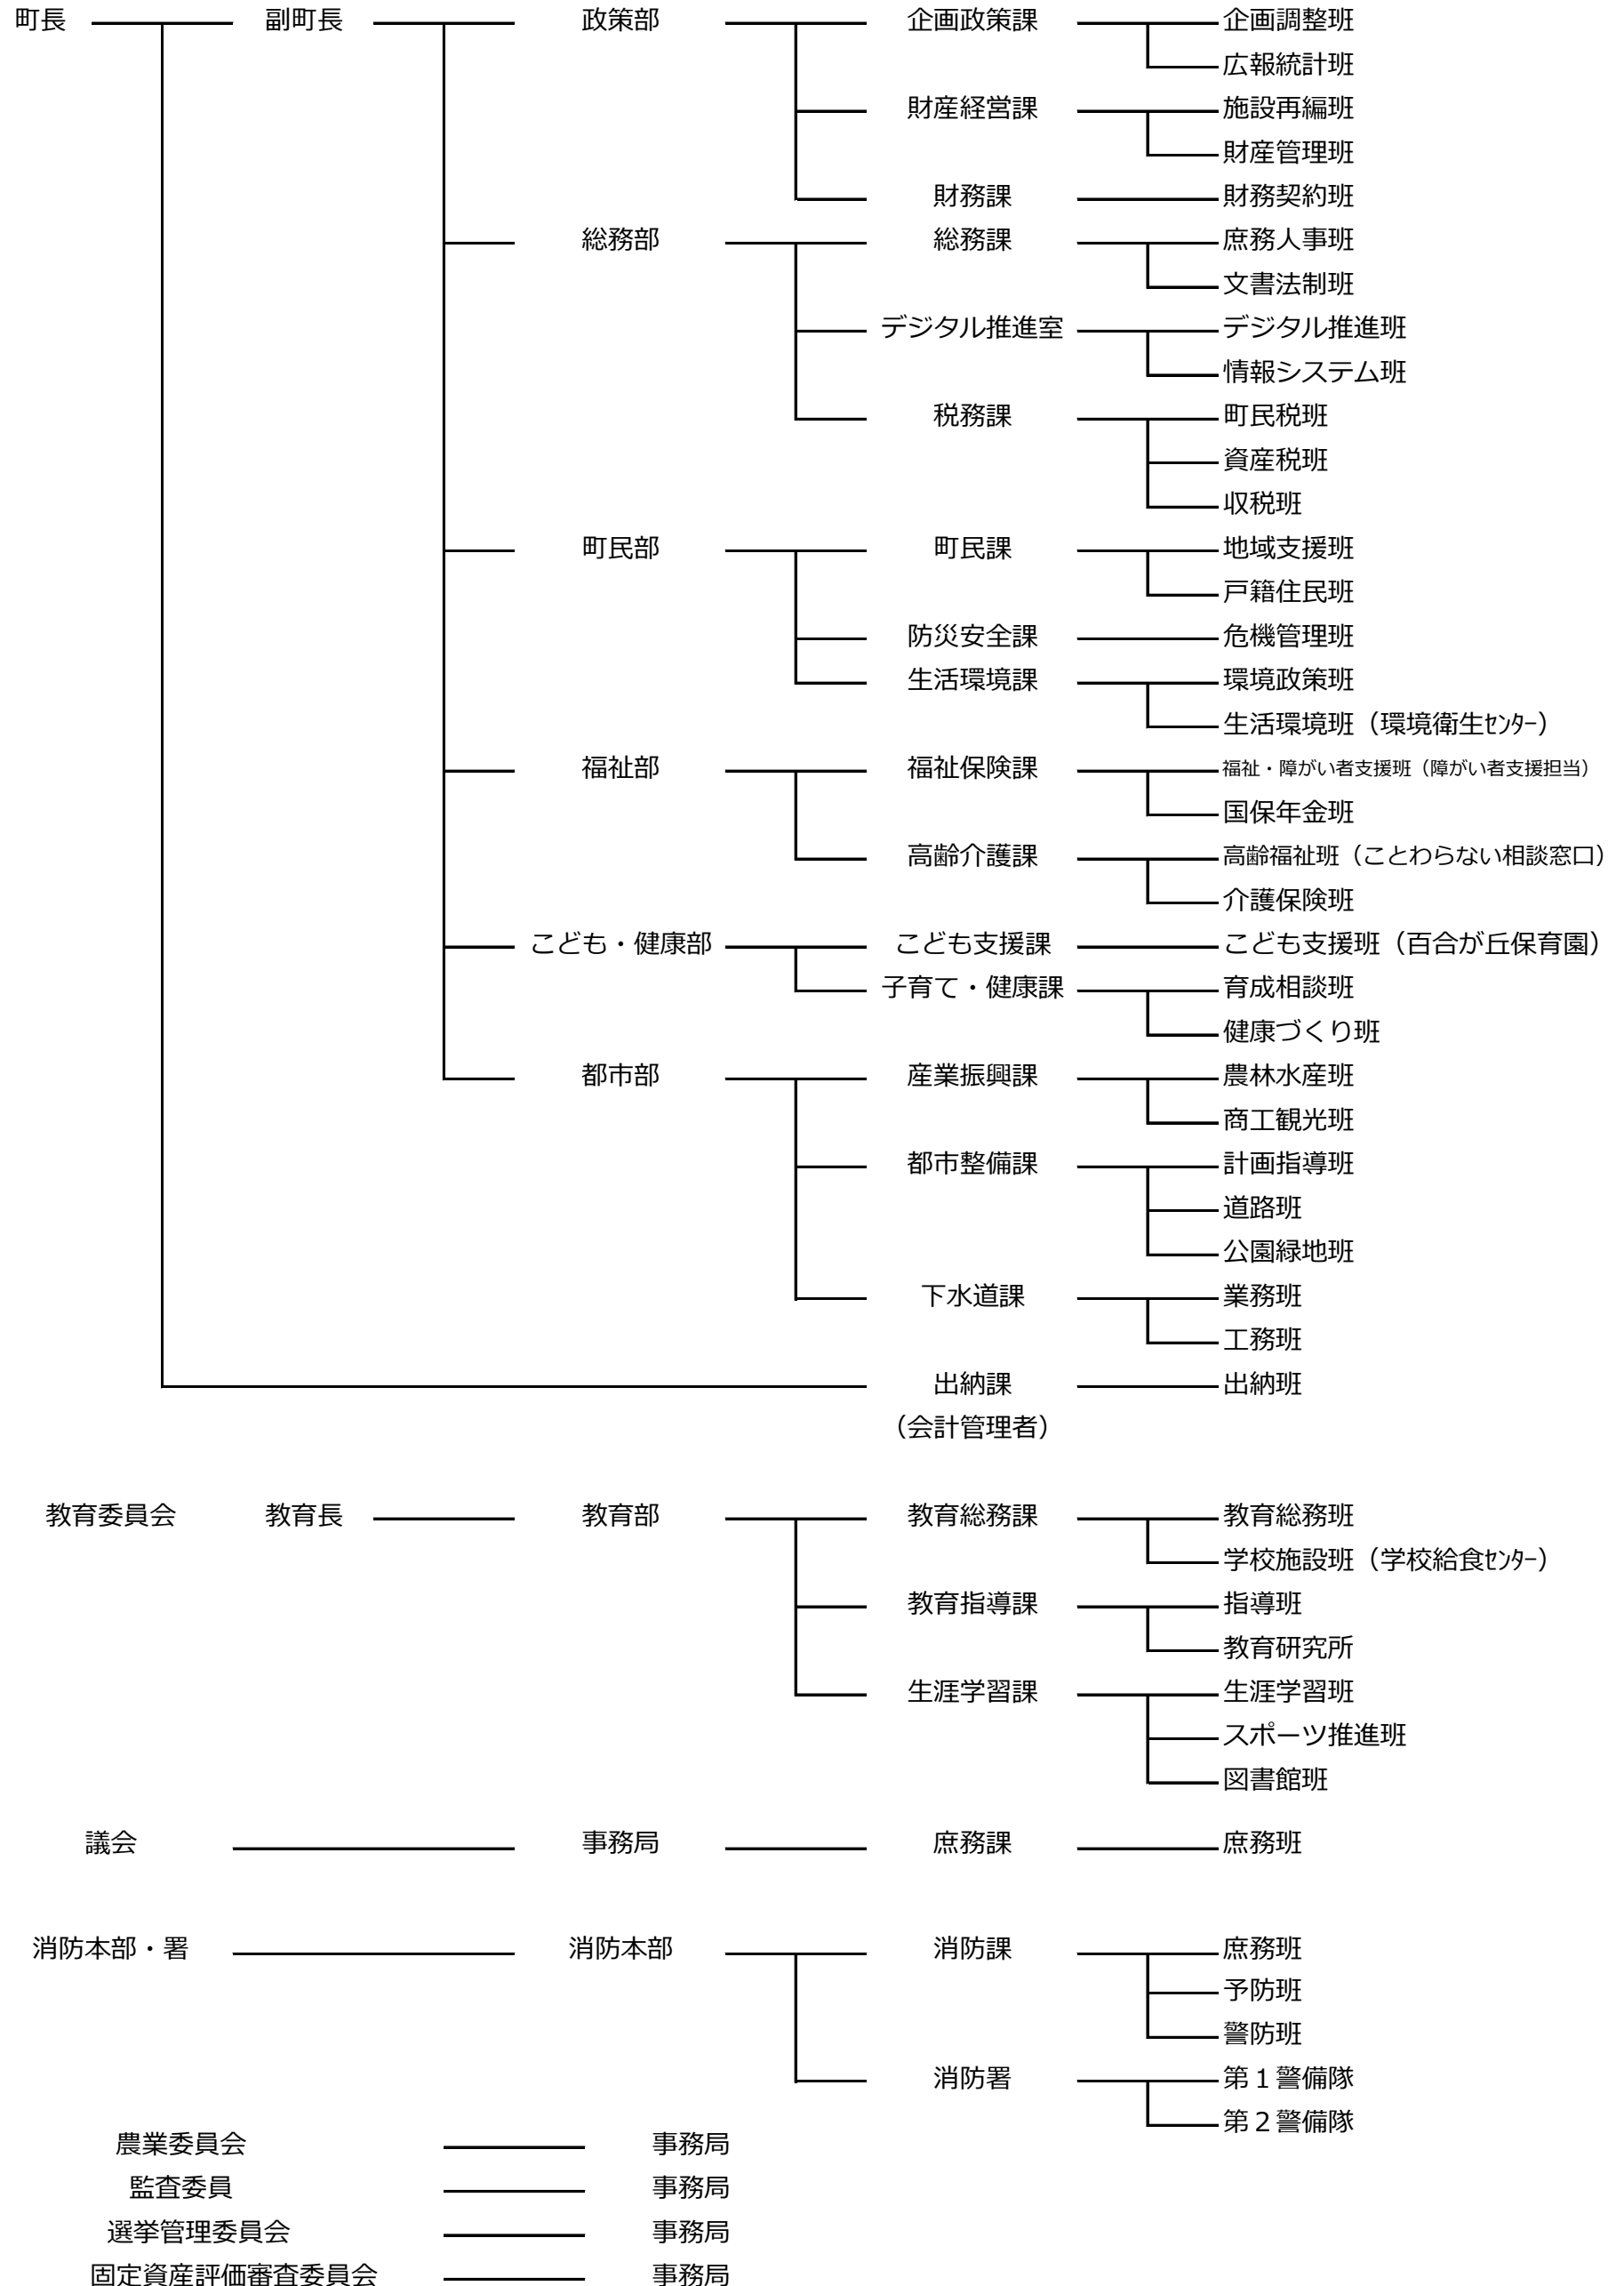 町長 副町長 政策部 企画政策課 企画調整班
広報統計班
財産経営課 施設再編班
財産管理班
財務課 財務契約班
総務部 総務課 庶務人事班
文書法制班
デジタル推進室 デジタル推進班
情報システム班
税務課 町民税班
資産税班
収税班
町民部 町民課 地域支援班
戸籍住民班
防災安全課 危機管理班
生活環境課 環境政策班
生活環境班（環境衛生ｾﾝﾀｰ）
福祉部 福祉保険課 福祉・障がい者支援班（障がい者支援担当）
国保年金班
高齢介護課 高齢福祉班（ことわらない相談窓口）
介護保険班
こども・健康部 こども支援課 こども支援班（百合が丘保育園）
子育て・健康課 育成相談班
健康づくり班
都市部 産業振興課 農林水産班
商工観光班
都市整備課 計画指導班
道路班
公園緑地班
下水道課 業務班
工務班
出納課 出納班
（会計管理者）
教育委員会 教育長 教育部 教育総務課 教育総務班
学校施設班（学校給食ｾﾝﾀｰ）
教育指導課 指導班
教育研究所
生涯学習課 生涯学習班
スポーツ推進班
図書館班
議会 事務局 庶務課 庶務班
消防本部・署 消防本部 消防課 庶務班
予防班
警防班
消防署 第１警備隊
第２警備隊
農業委員会 事務局
監査委員 事務局
選挙管理委員会 事務局
固定資産評価審査委員会 事務局